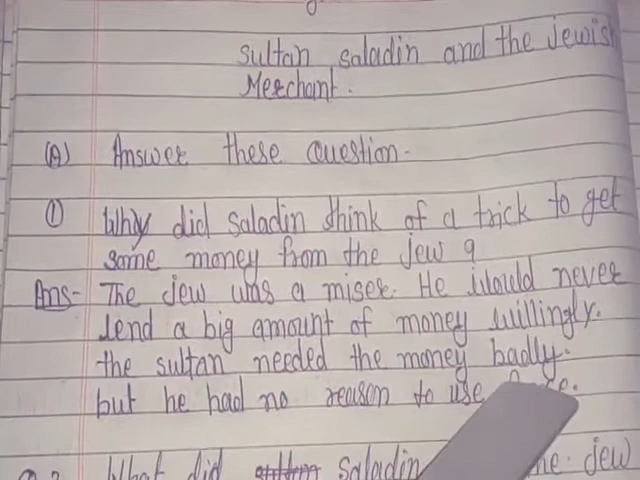 Sultan Saladin and the Jewis
Merchant.
(A) Answer these Question-
① Why did Saladin think of a trick to get
some money from the Jew ?
Ans- The Jew was a miser. He would never
lend a big amount of money willingly.
the sultan needed the money badly.
but he had no reason to use
What did Saladin Jew